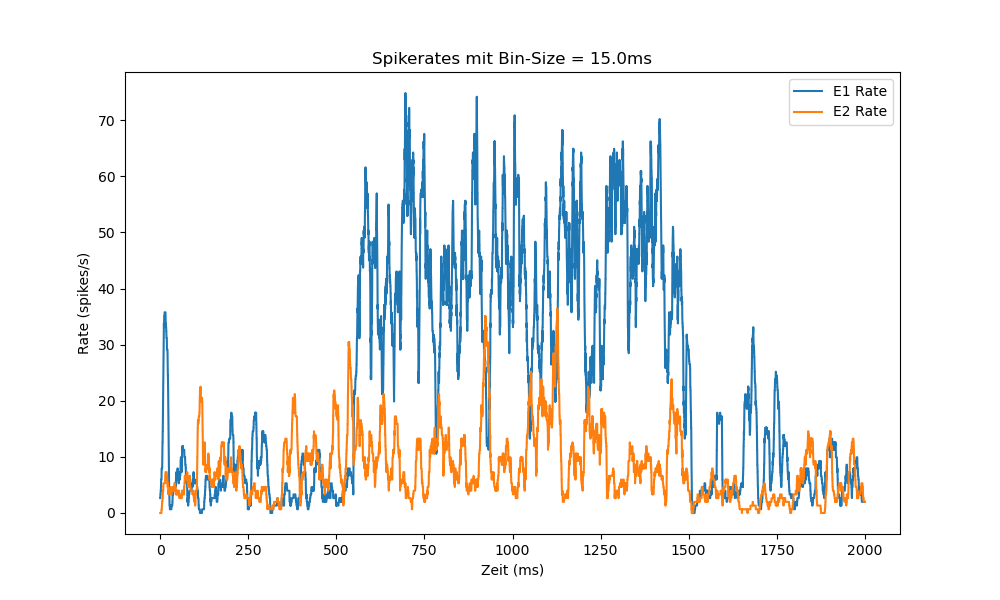 Spikerates mit Bin-Size = 15.0ms
E1 Rate
E2 Rate
Rate (spikes/s)
70
60
50
40
30
20
10
0
0 250 500 750 1000 1250 1500 1750 2000
Zeit (ms)